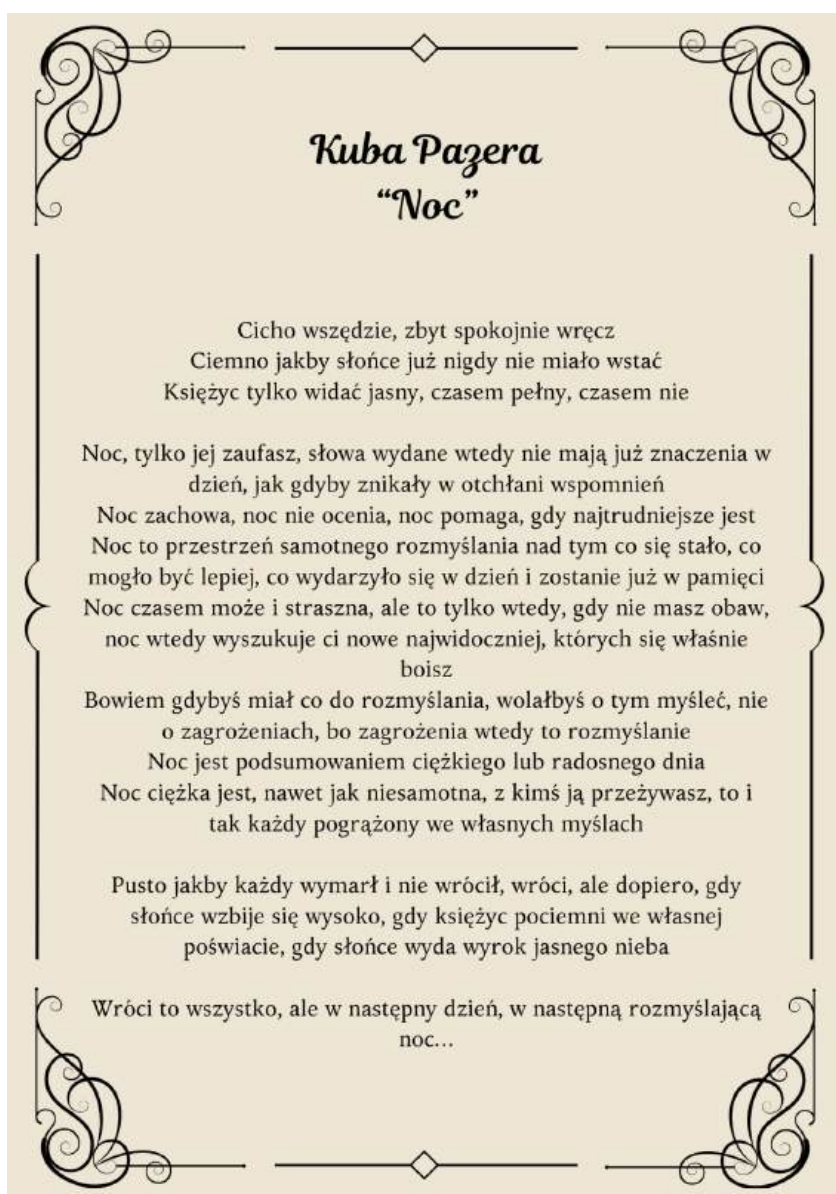 Kuba Pazera
“Noc”
Cicho wszędzie, zbyt spokojnie wręcz
Ciemno jakby słońce już nigdy nie miało wstać
Księżyc tylko widać jasny, czasem pełny, czasem nie
Noc, tylko jej zaufasz, słowa wydane wtedy nie mają już znaczenia w
dzień, jak gdyby znikały w otchłani wspomnień
Noc zachowa, noc nie ocenia, noc pomaga, gdy najtrudniejsze jest
Noc to przestrzeń samotnego rozmyślania nad tym co się stało, co
mogło być lepiej, co wydarzyło się w dzień i zostanie już w pamięci
Noc czasem może i straszna, ale to tylko wtedy, gdy nie masz obaw,
noc wtedy wyszukuje ci nowe najwidoczniej, których się właśnie
boisz
Bowiem gdybyś miał co do rozmyślania, wolałbyś o tym myśleć, nie
o zagrożeniach, bo zagrożenia wtedy to rozmyślanie
Noc jest podsumowaniem ciężkiego lub radosnego dnia
Noc ciężka jest, nawet jak niesamotna, z kimś ją przeżywasz, to i
tak każdy pogrążony we własnych myślach
Pusto jakby każdy wymarł i nie wrócił, wróci, ale dopiero, gdy
słońce wzbije się wysoko, gdy księżyc pociemni we własnej
poświacie, gdy słońce wyda wyrok jasnego nieba
Wróci to wszystko, ale w następny dzień, w następną rozmyślającą
noc...